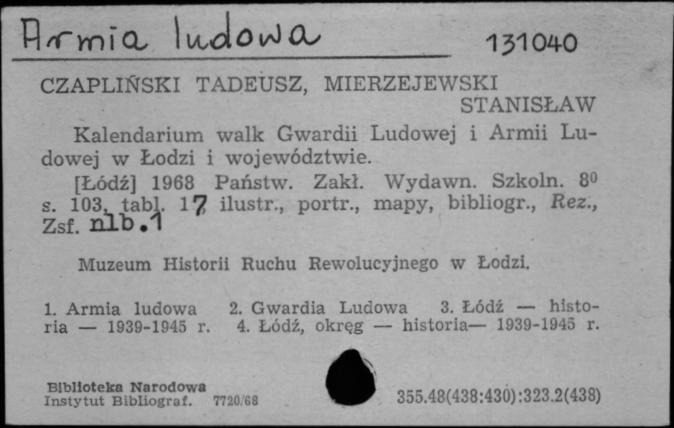 Armia ludowa
131040
CZAPLIŃSKI TADEUSZ, MIERZEJEWSKI
STANISŁAW
Kalendarium walk Gwardii Ludowej i Armii Lu-
dowej w Łodzi i województwie.
[Łódź] 1968 Państw. Zakł. Wydawn. Szkoln. 8⁰
s. 103, tabl. 17, ilustr., portr., mapy, bibliogr., Rez.,
Zsf. nlb.1
Muzeum Historii Ruchu Rewolucyjnego w Łodzi.
1. Armia ludowa 2. Gwardia Ludowa 3. Łódź — histo-
ria — 1939-1945 r. 4. Łódź, okręg — historia— 1939-1945 r.
Biblioteka Narodowa
Instytut Bibliograf. 7720/68
355.48(438:430):323.2(438)